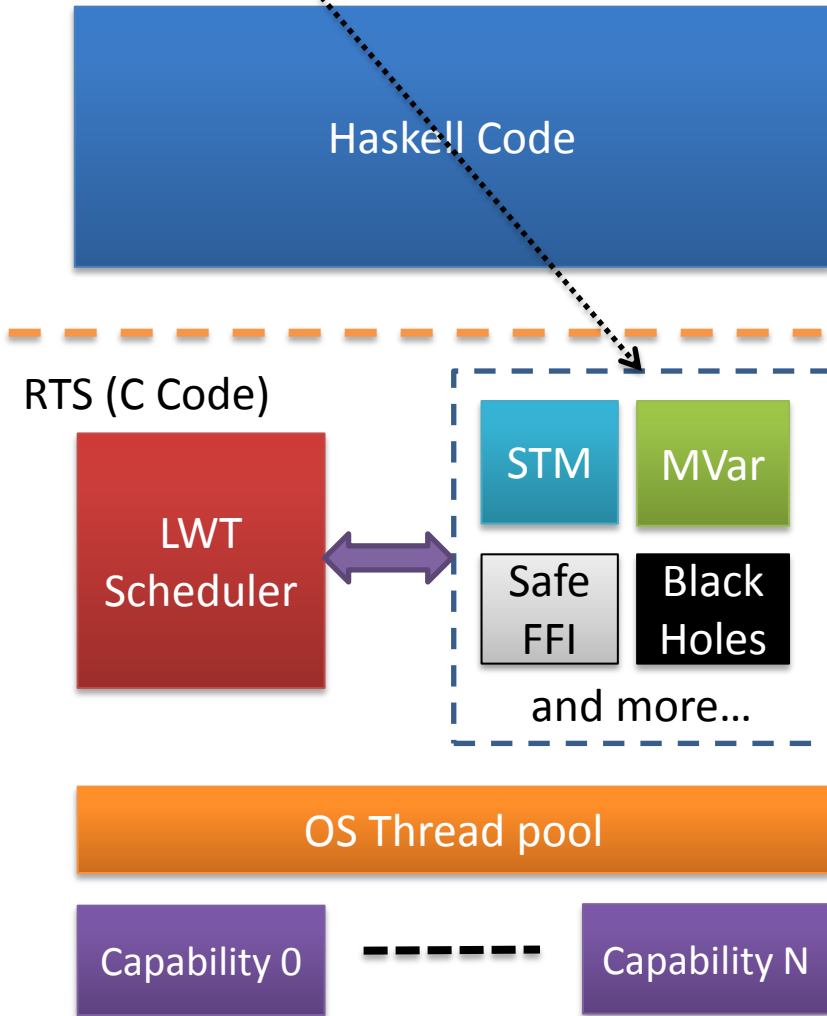 Haskell Code
RTS (C Code)
LWT
Scheduler
STM
MVar
Safe
FFI
Black
Holes
and more…
OS Thread pool
Capability 0
Capability N